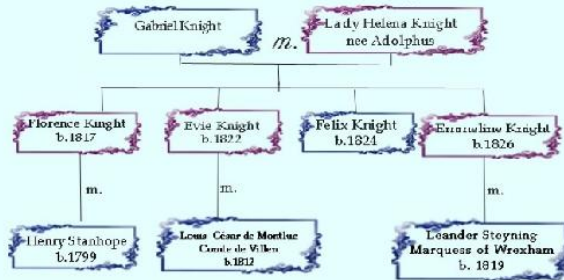 Gabriel Knight
m.
Lady Helena Knight
nee Adolphus
Florence Knight
b.1817
Evie Knight
b.1822
Felix Knight
b.1824
Emmeline Knight
b.1826
m.
m.
m.
Henry Stanhope
b.1799
Louis César de Montluc
Comte de Villen
b.1812
Leander Steyning
Marquess of Wrexham
b. 1819